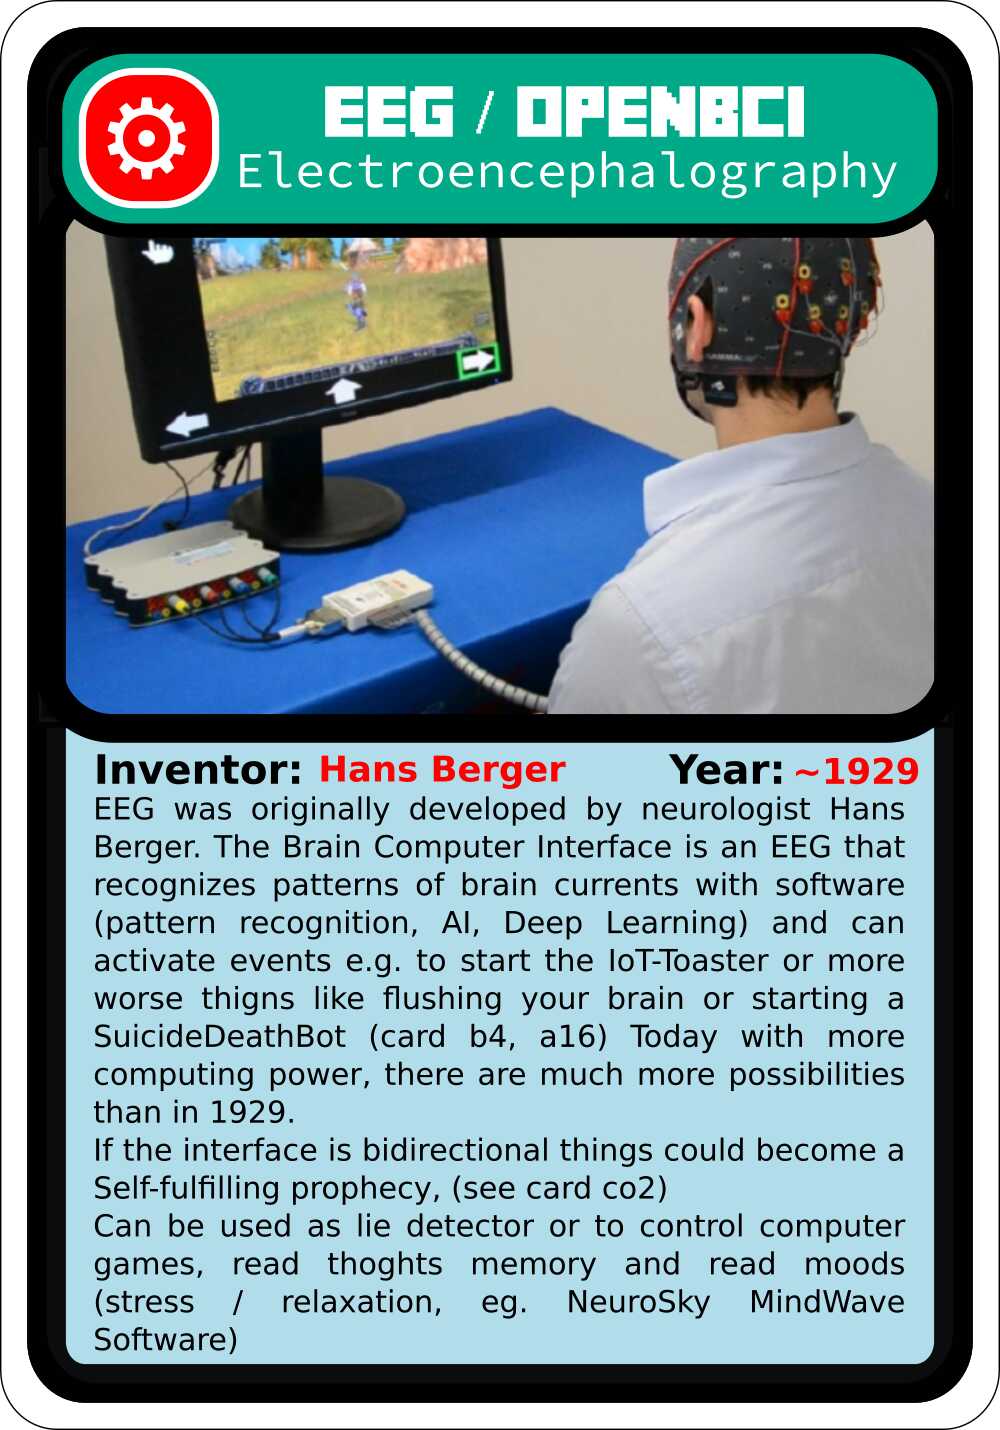 EEG / OPENBCI
Electroencephalography
GAMMA
Inventor: Hans Berger Year: ~1929
EEG was originally developed by neurologist Hans
Berger. The Brain Computer Interface is an EEG that
recognizes patterns of brain currents with software
(pattern recognition, AI, Deep Learning) and can
activate events e.g. to start the IoT-Toaster or more
worse thigns like flushing your brain or starting a
SuicideDeathBot (card b4, a16) Today with more
computing power, there are much more possibilities
than in 1929.
If the interface is bidirectional things could become a
Self-fulfilling prophecy, (see card co2)
Can be used as lie detector or to control computer
games, read thoghts memory and read moods
(stress / relaxation, eg. NeuroSky MindWave
Software)